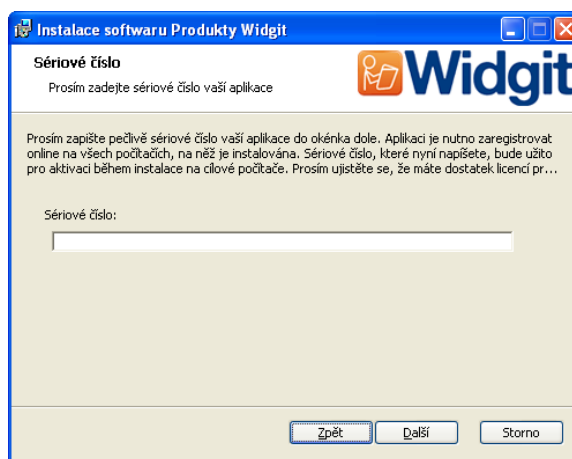 Instalace softwaru Produkty Widgit
Sériové číslo
Prosím zadejte sériové číslo vaší aplikace
Widgit
Prosím zapište pečlivě sériové číslo vaší aplikace do okénka dole. Aplikaci je nutno zaregistrovat
online na všech počítačích, na něž je instalována. Sériové číslo, které nyní napíšete, bude užito
pro aktivaci během instalace na cílové počítače. Prosím ujistěte se, že máte dostatek licencí pr...
Sériové číslo:
Zpět
Další
Storno